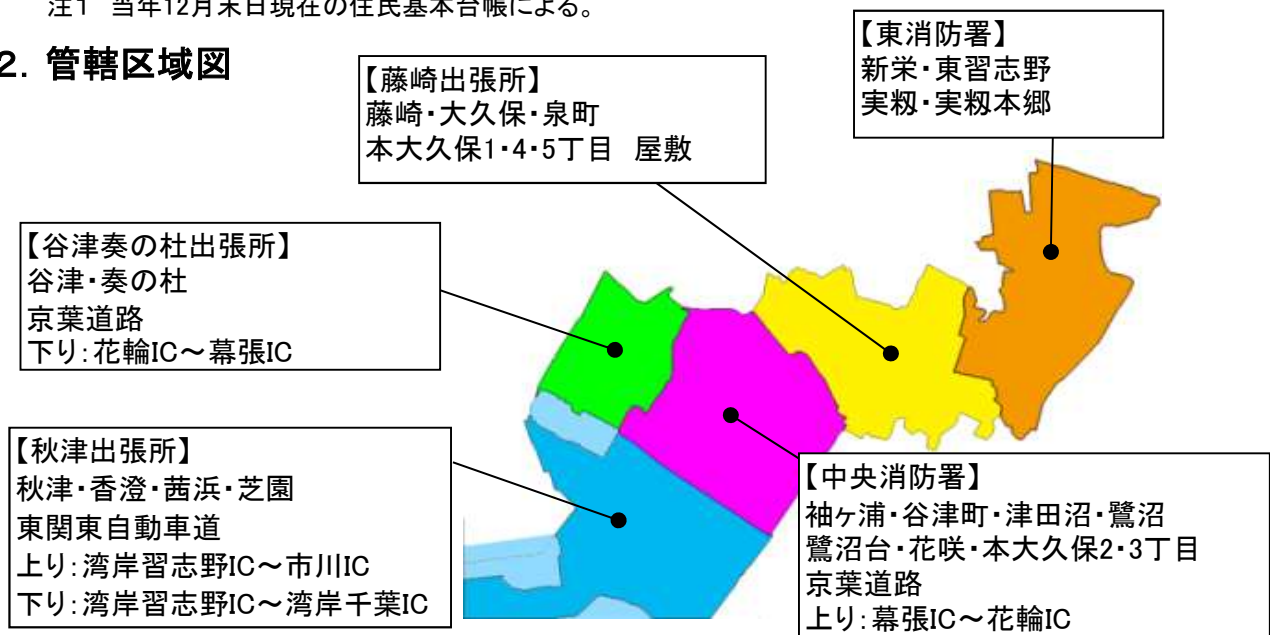 注1　当年12月末日現在の住民基本台帳による。
2．管轄区域図
【東消防署】
新栄・東習志野
実籾・実籾本郷
【藤崎出張所】
藤崎・大久保・泉町
本大久保1・4・5丁目　屋敷
【谷津奏の杜出張所】
谷津・奏の杜
京葉道路
下り：花輪IC～幕張IC
【秋津出張所】
秋津・香澄・茜浜・芝園
東関東自動車道
上り：湾岸習志野IC～市川IC
下り：湾岸習志野IC～湾岸千葉IC
【中央消防署】
袖ヶ浦・谷津町・津田沼・鷺沼
鷺沼台・花咲・本大久保2・3丁目
京葉道路
上り：幕張IC～花輪IC